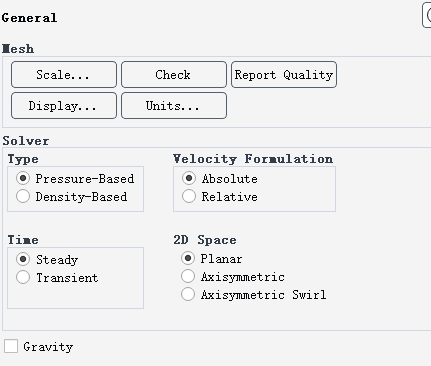 General
Mesh
Scale... Check Report Quality
Display... Units...
Solver
Type Velocity Formulation
Pressure-Based Absolute
Density-Based Relative
Time 2D Space
Steady Planar
Transient Axisymmetric
Axisymmetric Swirl
Gravity